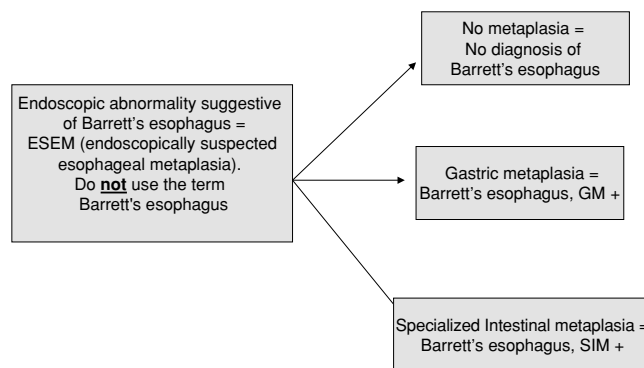 No metaplasia =
No diagnosis of
Barrett's esophagus
Endoscopic abnormality suggestive
of Barrett's esophagus =
ESEM (endoscopically suspected
esophageal metaplasia).
Do not use the term
Barrett's esophagus
Gastric metaplasia =
Barrett's esophagus, GM +
Specialized Intestinal metaplasia =
Barrett's esophagus, SIM +